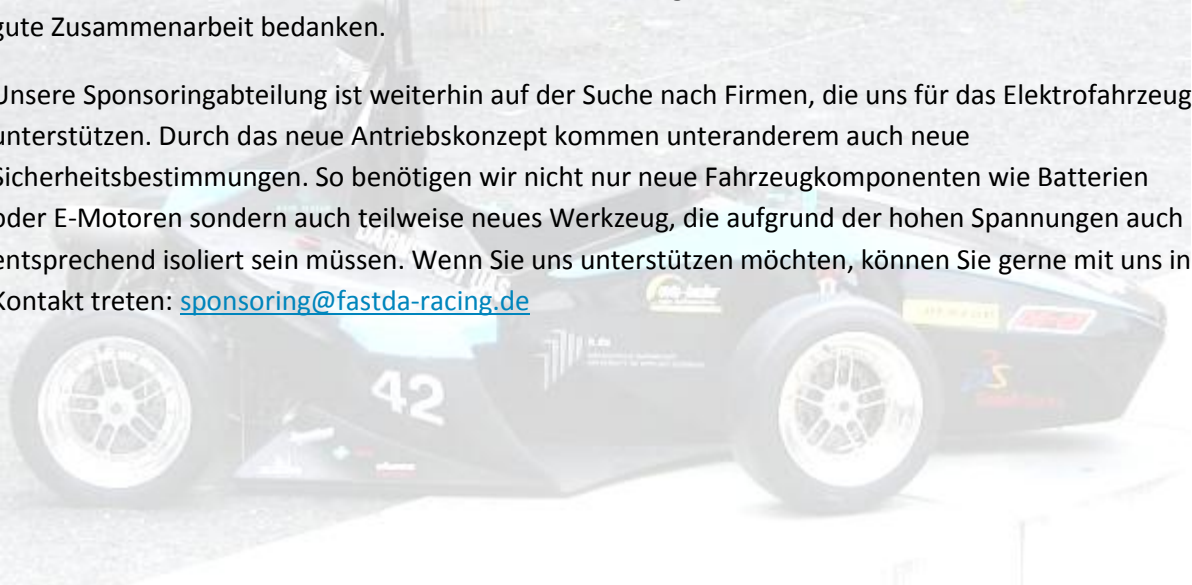 gute Zusammenarbeit bedanken.
Unsere Sponsoringabteilung ist weiterhin auf der Suche nach Firmen, die uns für das Elektrofahrzeug
unterstützen. Durch das neue Antriebskonzept kommen unteranderem auch neue
Sicherheitsbestimmungen. So benötigen wir nicht nur neue Fahrzeugkomponenten wie Batterien
oder E-Motoren sondern auch teilweise neues Werkzeug, die aufgrund der hohen Spannungen auch
entsprechend isoliert sein müssen. Wenn Sie uns unterstützen möchten, können Sie gerne mit uns in
Kontakt treten: sponsoring@fastda-racing.de
h.da
42